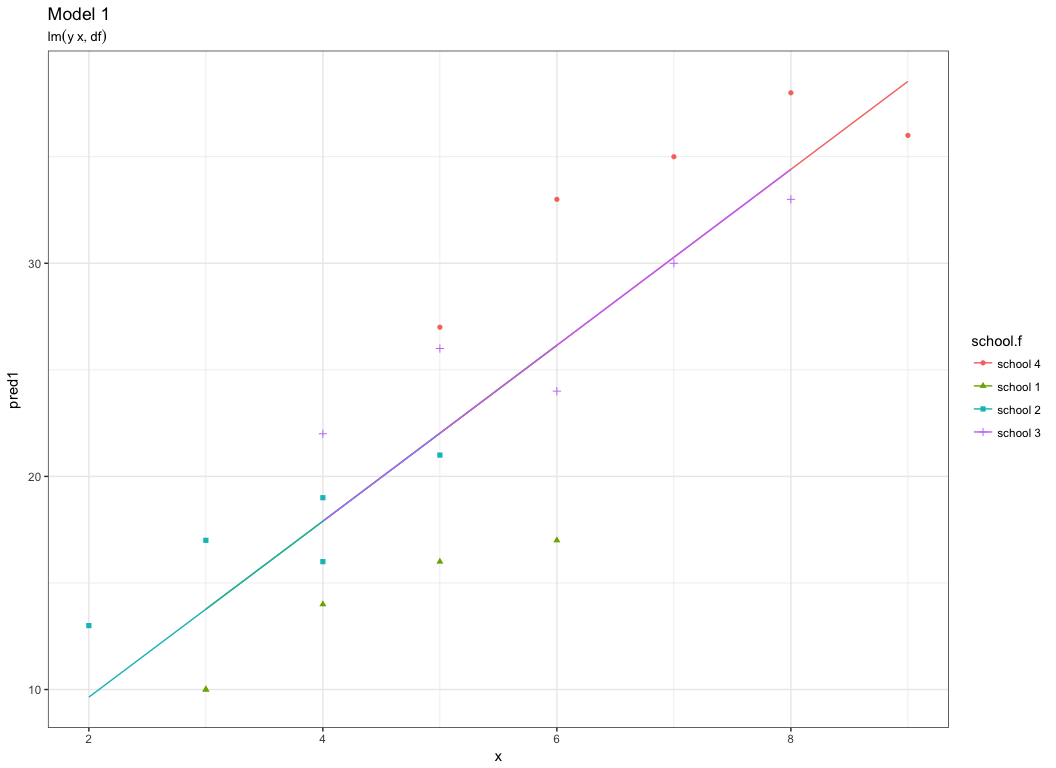 Model 1
lm(y x, df)
pred1
30
20
10
2
4
6
8
x
school.f
school 4
school 1
school 2
school 3